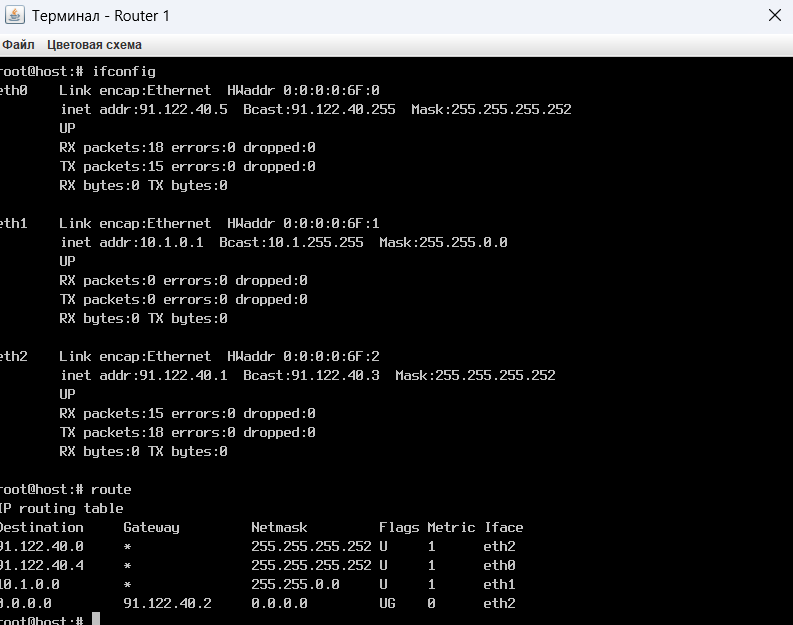 Терминал - Router 1
Файл Цветовая схема
root@host:# ifconfig
eth0 Link encap:Ethernet HWaddr 0:0:0:0:6F:0
inet addr:91.122.40.5 Bcast:91.122.40.255 Mask:255.255.255.252
UP
RX packets:18 errors:0 dropped:0
TX packets:15 errors:0 dropped:0
RX bytes:0 TX bytes:0
eth1 Link encap:Ethernet HWaddr 0:0:0:0:6F:1
inet addr:10.1.0.1 Bcast:10.1.255.255 Mask:255.255.0.0
UP
RX packets:0 errors:0 dropped:0
TX packets:0 errors:0 dropped:0
RX bytes:0 TX bytes:0
eth2 Link encap:Ethernet HWaddr 0:0:0:0:6F:2
inet addr:91.122.40.1 Bcast:91.122.40.3 Mask:255.255.255.252
UP
RX packets:15 errors:0 dropped:0
TX packets:18 errors:0 dropped:0
RX bytes:0 TX bytes:0
root@host:# route
IP routing table
Destination Gateway Netmask Flags Metric Iface
91.122.40.0 * 255.255.255.252 U 1 eth2
91.122.40.4 * 255.255.255.252 U 1 eth0
10.1.0.0 * 255.255.0.0 U 1 eth1
0.0.0.0 91.122.40.2 0.0.0.0 UG 0 eth2
root@host:#